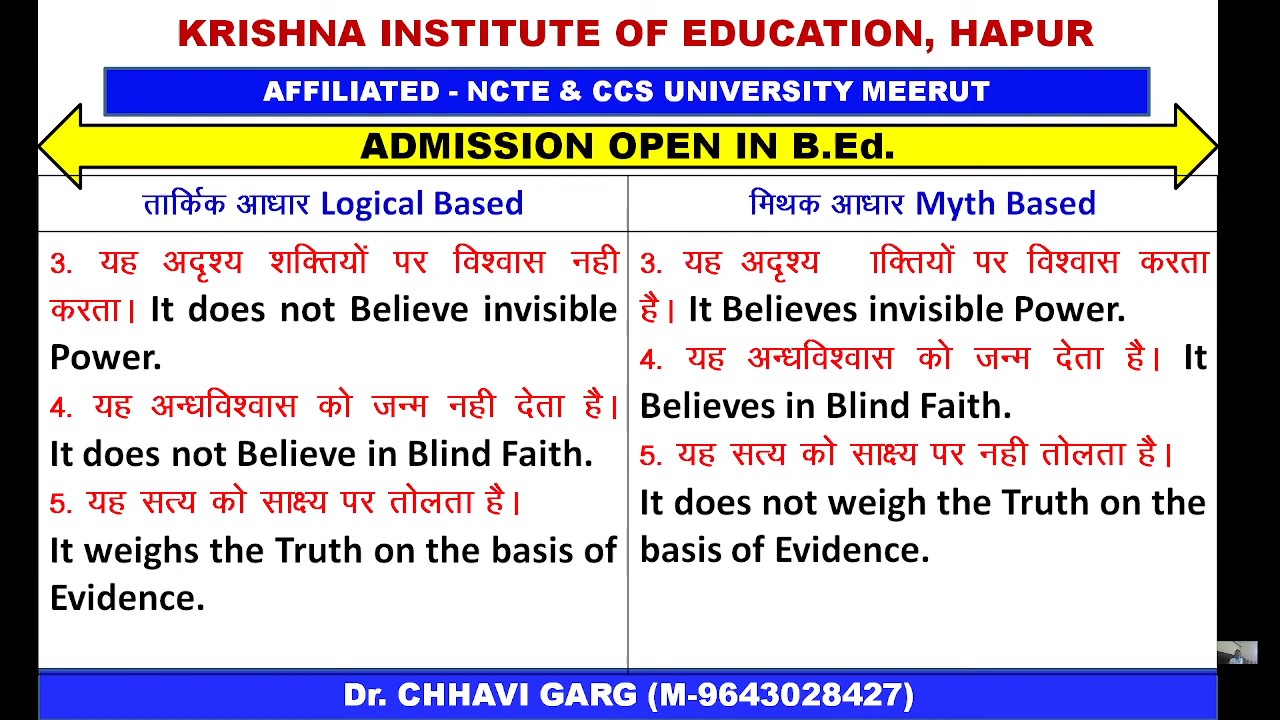 KRISHNA INSTITUTE OF EDUCATION, HAPUR
AFFILIATED - NCTE & CCS UNIVERSITY MEERUT
ADMISSION OPEN IN B.Ed.
तार्किक आधार Logical Based
3. यह अदृश्य शक्तियों पर विश्वास नही
करता। It does not Believe invisible
Power.
4. यह अन्धविश्वास को जन्म नही देता है।
It does not Believe in Blind Faith.
5. यह सत्य को साक्ष्य पर तोलता है।
It weighs the Truth on the basis of
Evidence.
मिथक आधार Myth Based
3. यह अदृश्य ाक्तियों पर विश्वास करता
है। It Believes invisible Power.
4. यह अन्धविश्वास को जन्म देता है। It
Believes in Blind Faith.
5. यह सत्य को साक्ष्य पर नही तोलता है।
It does not weigh the Truth on the
basis of Evidence.
Dr. CHHAVI GARG (M-9643028427)